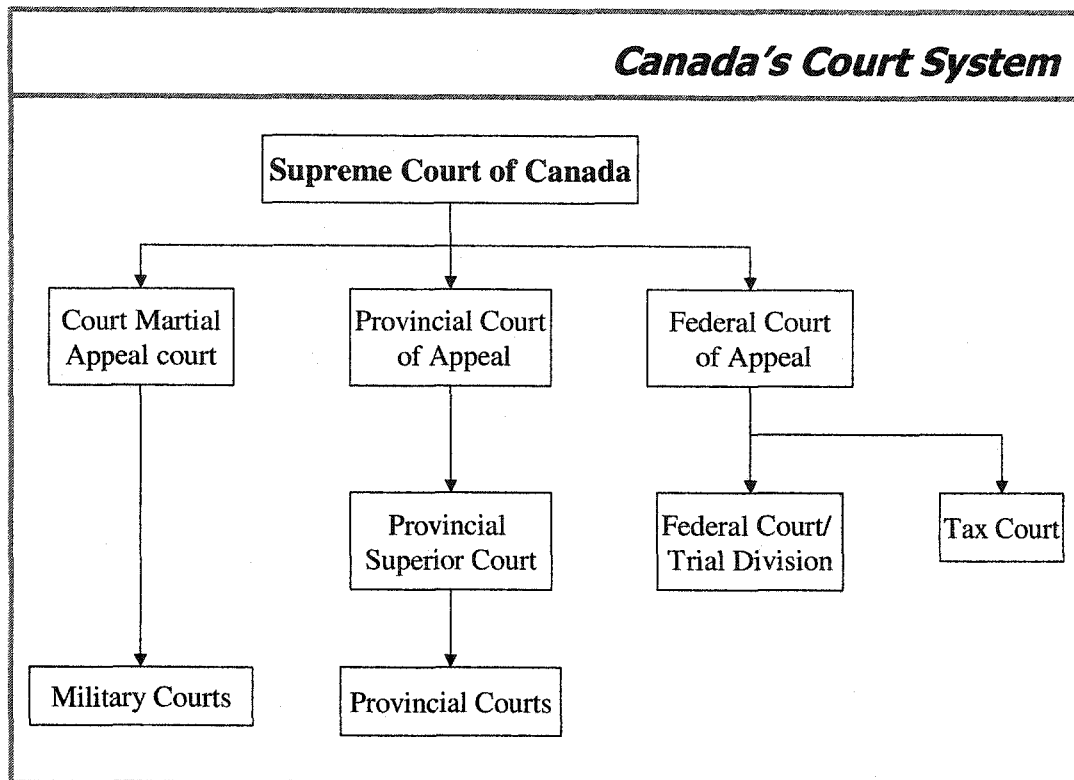 Canada's Court System
Supreme Court of Canada
Court Martial
Appeal court
Provincial Court
of Appeal
Federal Court
of Appeal
Provincial
Superior Court
Federal Court/
Trial Division
Tax Court
Military Courts
Provincial Courts